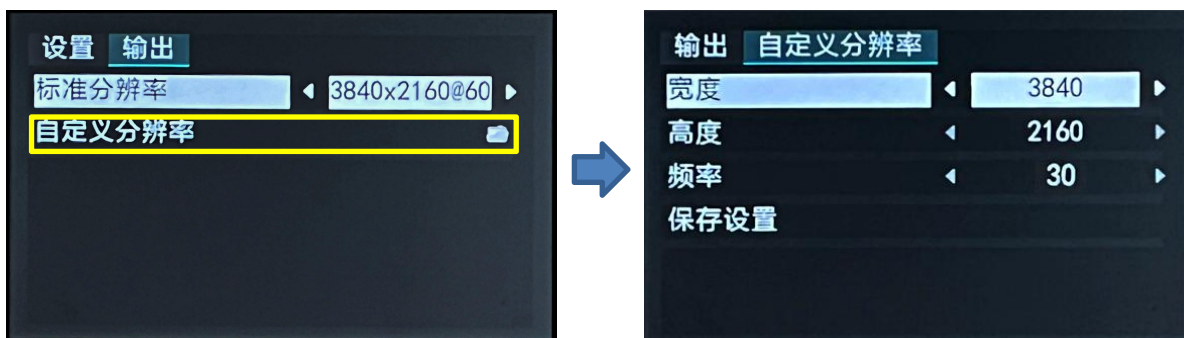 设置 输出
标准分辨率 3840x2160@60
自定义分辨率
输出 自定义分辨率
宽度 3840
高度 2160
频率 30
保存设置